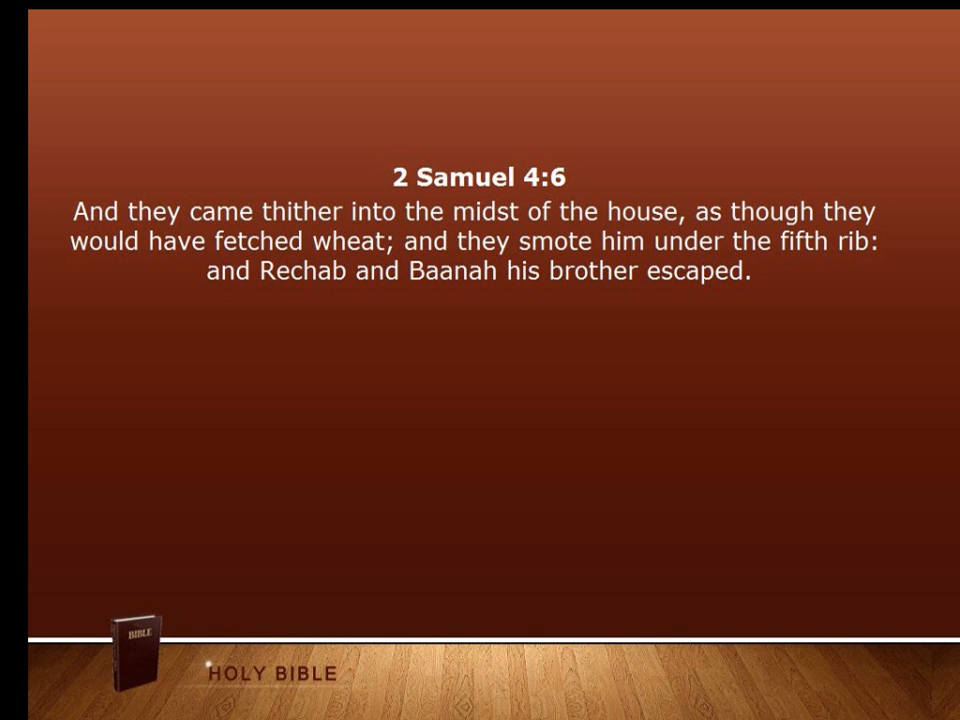 2 Samuel 4:6
And they came thither into the midst of the house, as though they
would have fetched wheat; and they smote him under the fifth rib:
and Rechab and Baanah his brother escaped.
BIBLE
HOLY BIBLE